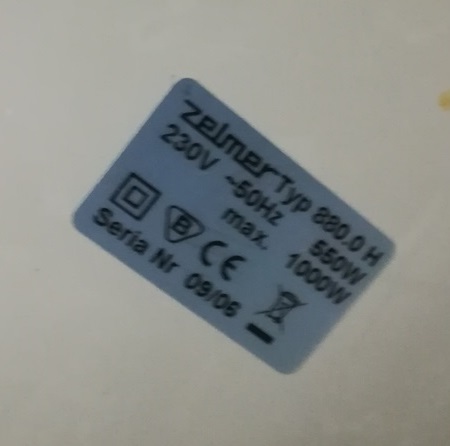 zelmer Typ 880.0 H
230V ~50Hz 550W
max. 1000W
B CE
Seria Nr 09/06